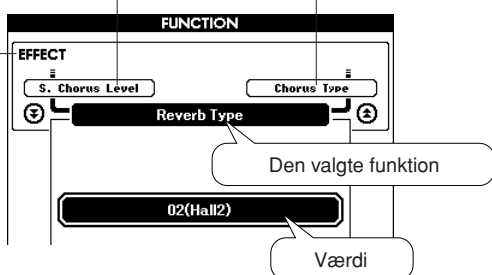 FUNCTION
EFFECT
S. Chorus Level
Chorus Type
Reverb Type
Den valgte funktion
02(Hall2)
Værdi